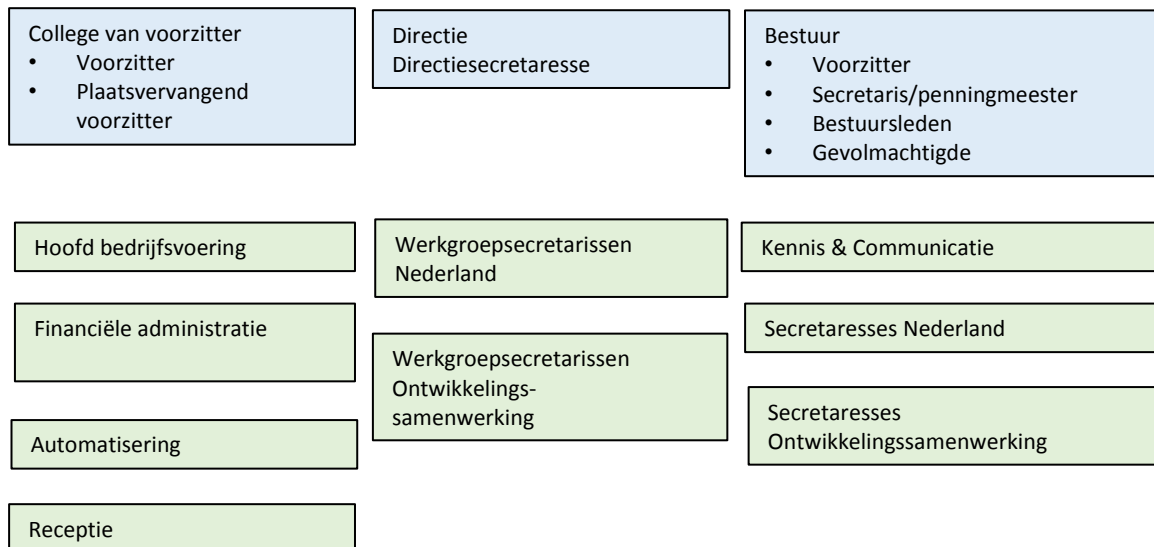 College van voorzitter
• Voorzitter
• Plaatsvervangend
voorzitter
Directie
Directiesecretaresse
Bestuur
• Voorzitter
• Secretaris/penningmeester
• Bestuursleden
• Gevolmachtigde
Hoofd bedrijfsvoering
Werkgroepsecretarissen
Nederland
Kennis & Communicatie
Financiële administratie
Werkgroepsecretarissen
Ontwikkelings-
samenwerking
Secretaresses Nederland
Automatisering
Secretaresses
Ontwikkelingssamenwerking
Receptie